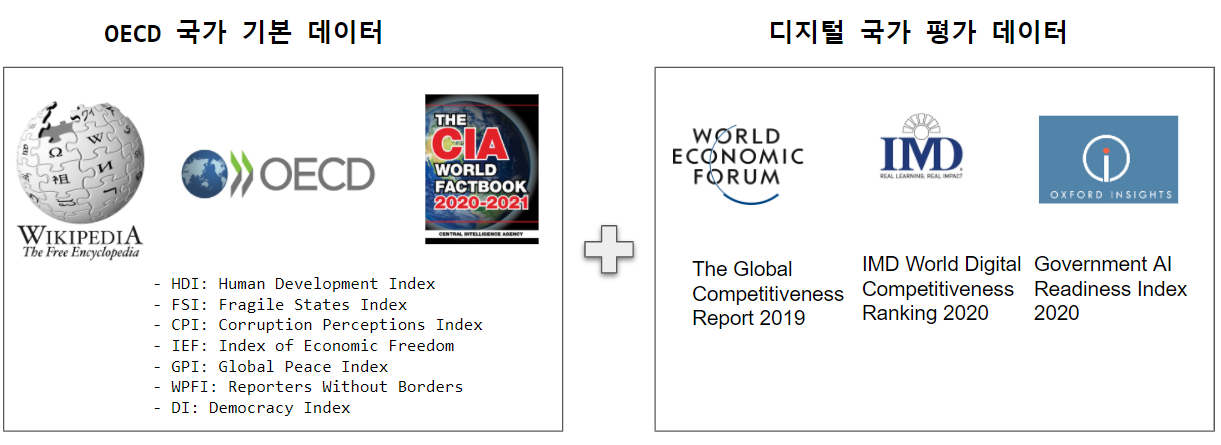 OECD 국가 기본 데이터
디지털 국가 평가 데이터
WIKIPEDIA
The Free Encyclopedia
OECD
THE
CIA
WORLD
FACTBOOK
2020-2021
CENTRAL INTELLIGENCE AGENCY
- HDI: Human Development Index
- FSI: Fragile States Index
- CPI: Corruption Perceptions Index
- IEF: Index of Economic Freedom
- GPI: Global Peace Index
- WPFI: Reporters Without Borders
- DI: Democracy Index
WORLD
ECONOMIC
FORUM
IMD
REAL LEARNING. REAL IMPACT
OXFORD INSIGHTS
The Global
Competitiveness
Report 2019
IMD World Digital
Competitiveness
Ranking 2020
Government AI
Readiness Index
2020